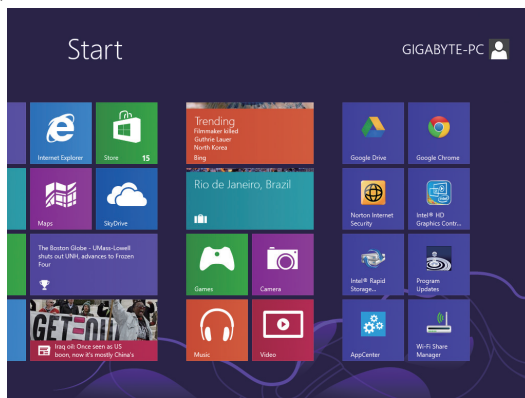 Start
GIGABYTE-PC
Internet Explorer
Store
15
Maps
SkyDrive
The Boston Globe - UMass-Lowell
shuts out UNH, advances to Frozen
Four
GET OUT
Iraq oil: Once seen as US
boon, now it's mostly China's
Trending
Filmmaker killed
Guthrie Lauer
North Korea
Bing
Rio de Janeiro, Brazil
Games
Camera
Music
Video
Google Drive
Google Chrome
Norton Internet
Security
Intel® HD
Graphics Contr...
Intel® Rapid
Storage...
Program
Updates
AppCenter
Wi-Fi Share
Manager